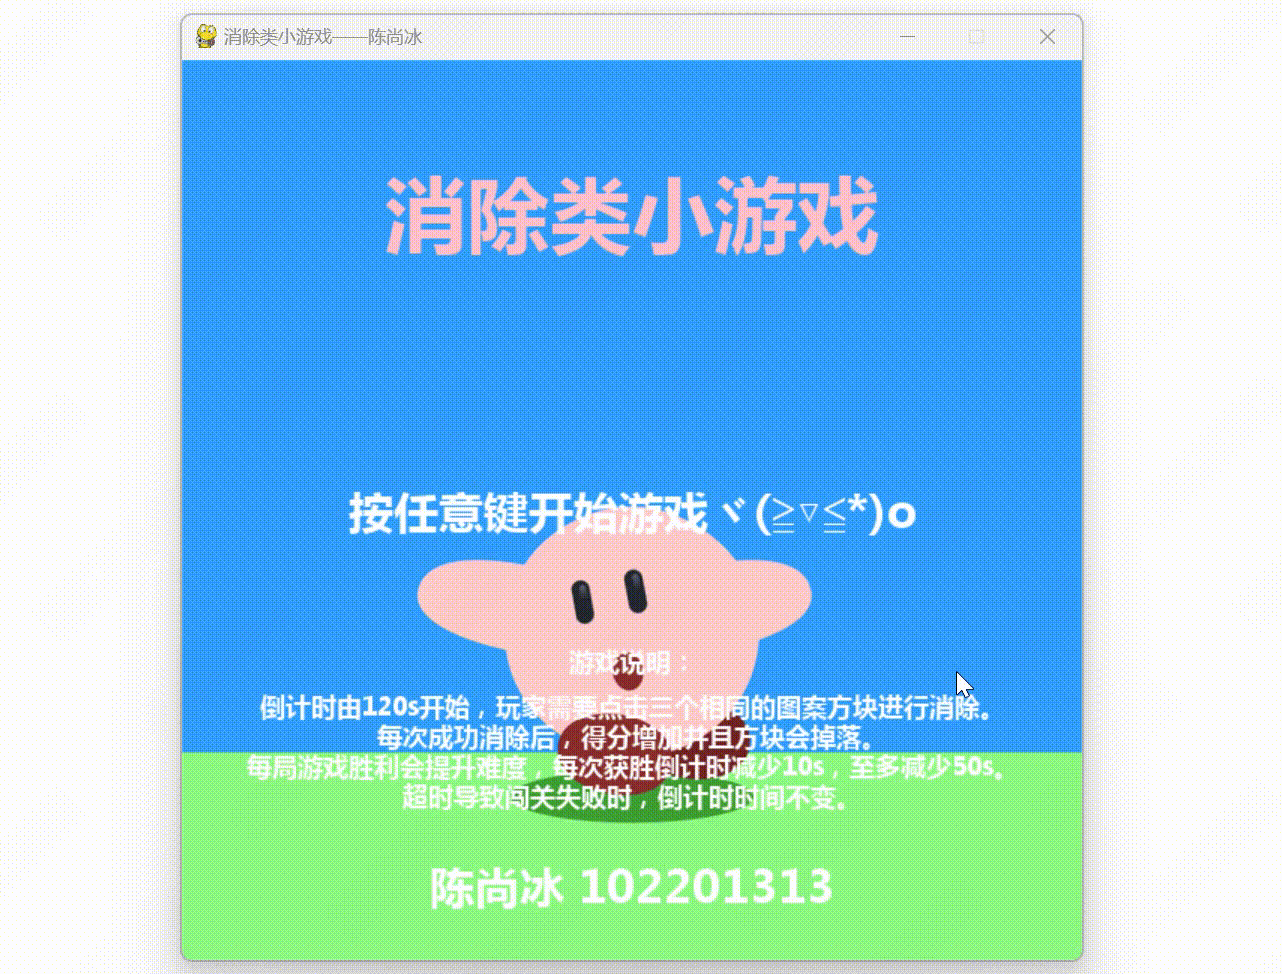 消除类小游戏——陈尚冰
消除类小游戏
按任意键开始游戏ヾ(≧▽≦*)o
游戏说明：
倒计时由120s开始，玩家需要点击三个相同的图案方块进行消除。
每次成功消除后，得分增加并且方块会掉落。
每局游戏胜利会提升难度，每次获胜倒计时减少10s，至多减少50s。
超时导致闯关失败时，倒计时时间不变。
陈尚冰 102201313